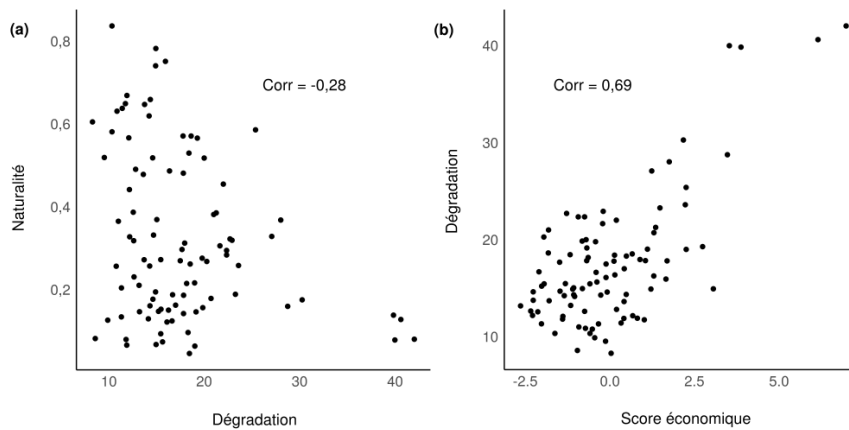 (a)
0,8
0,6
0,4
0,2
Naturalité
Corr = -0,28
10
20
30
40
Dégradation
(b)
40
30
20
10
Dégradation
Corr = 0,69
-2.5
0.0
2.5
5.0
Score économique